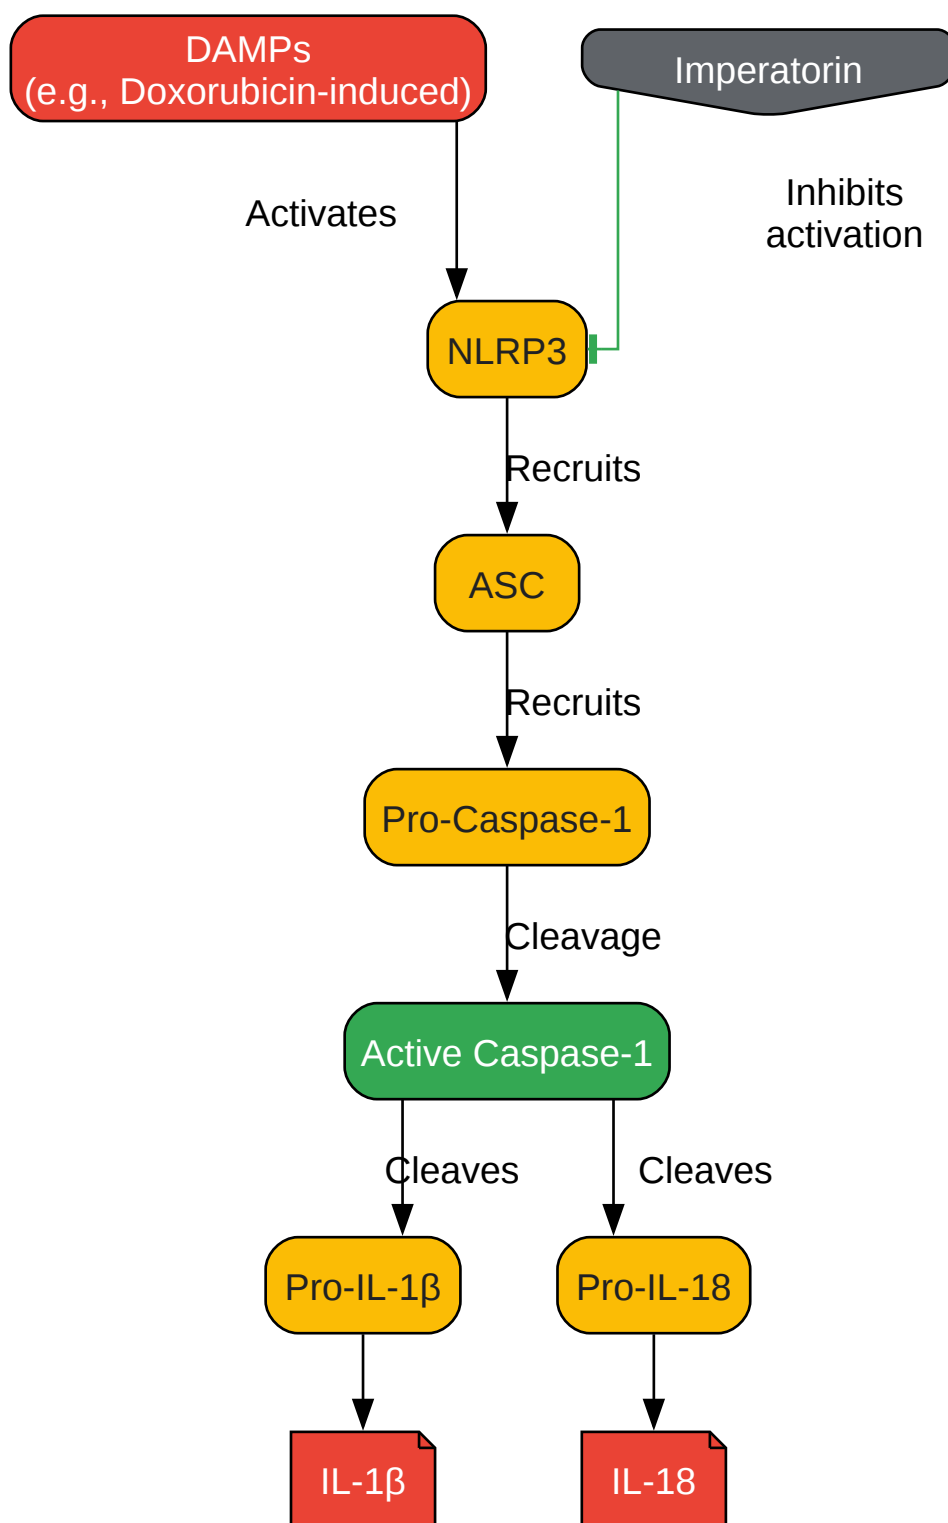 DAMPs
(e.g., Doxorubicin-induced)
Imperatorin
Activates
Inhibits
activation
NLRP3
Recruits
ASC
Recruits
Pro-Caspase-1
Cleavage
Active Caspase-1
Cleaves
Cleaves
Pro-IL-1β
Pro-IL-18
IL-1β
IL-18